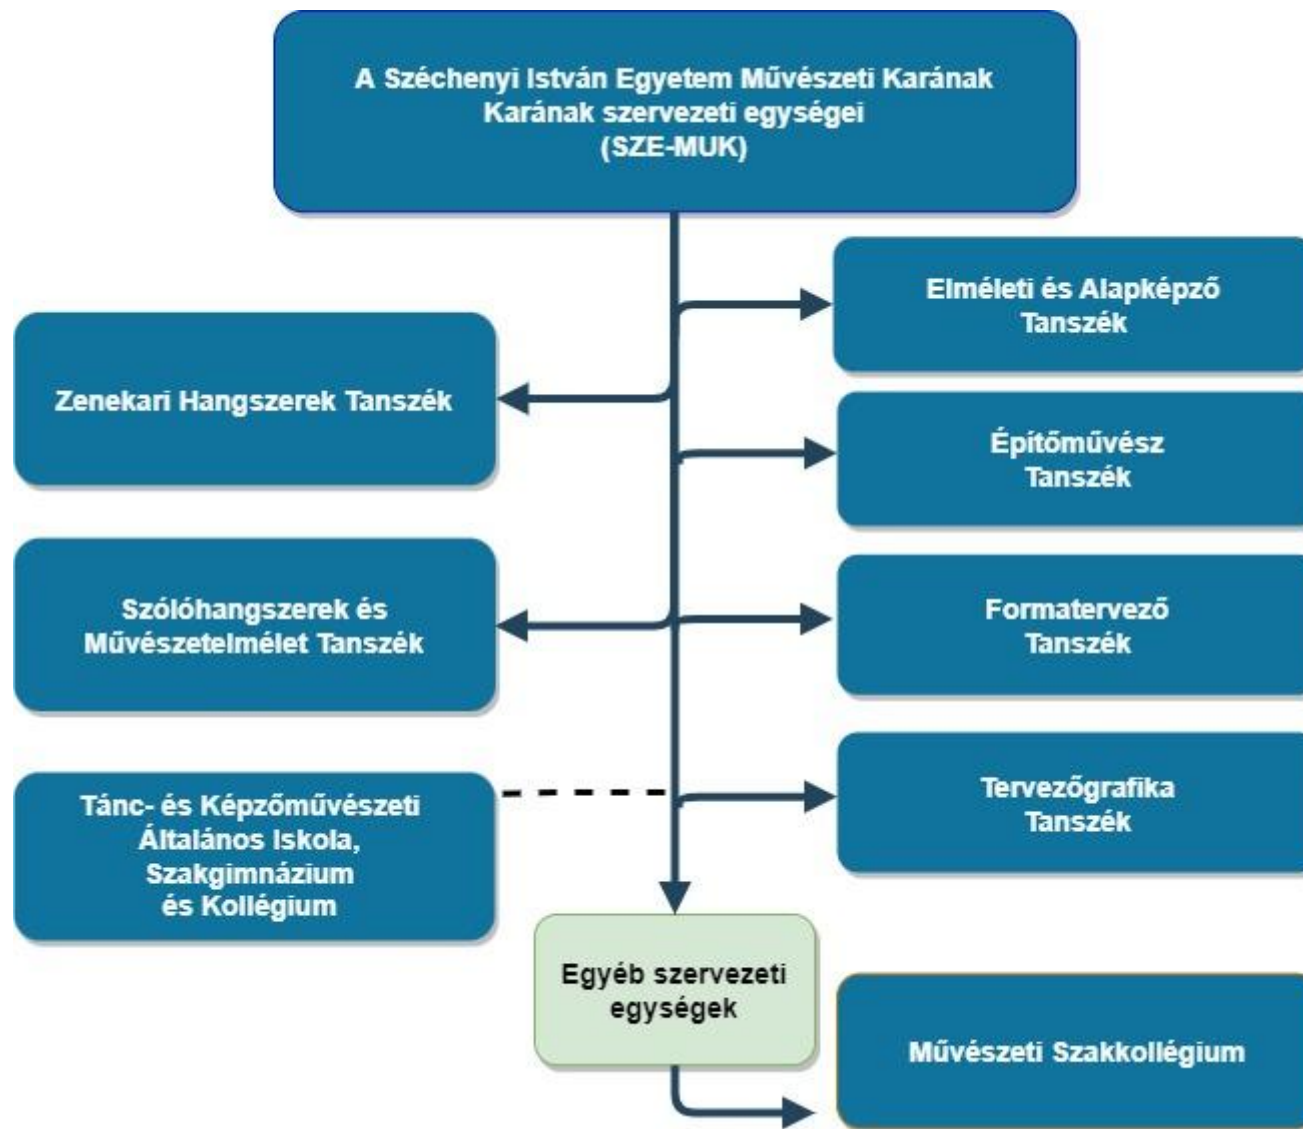 A Széchenyi István Egyetem Művészeti Karának
Karának szervezeti egységei
(SZE-MUK)
Elméleti és Alapképző
Tanszék
Zenekari Hangszerek Tanszék
Építőművész
Tanszék
Szólóhangszerek és
Művészetelmélet Tanszék
Formatervező
Tanszék
Tánc- és Képzőművészeti
Általános Iskola,
Szakgimnázium
és Kollégium
Tervezőgrafika
Tanszék
Egyéb szervezeti
egységek
Művészeti Szakkollégium